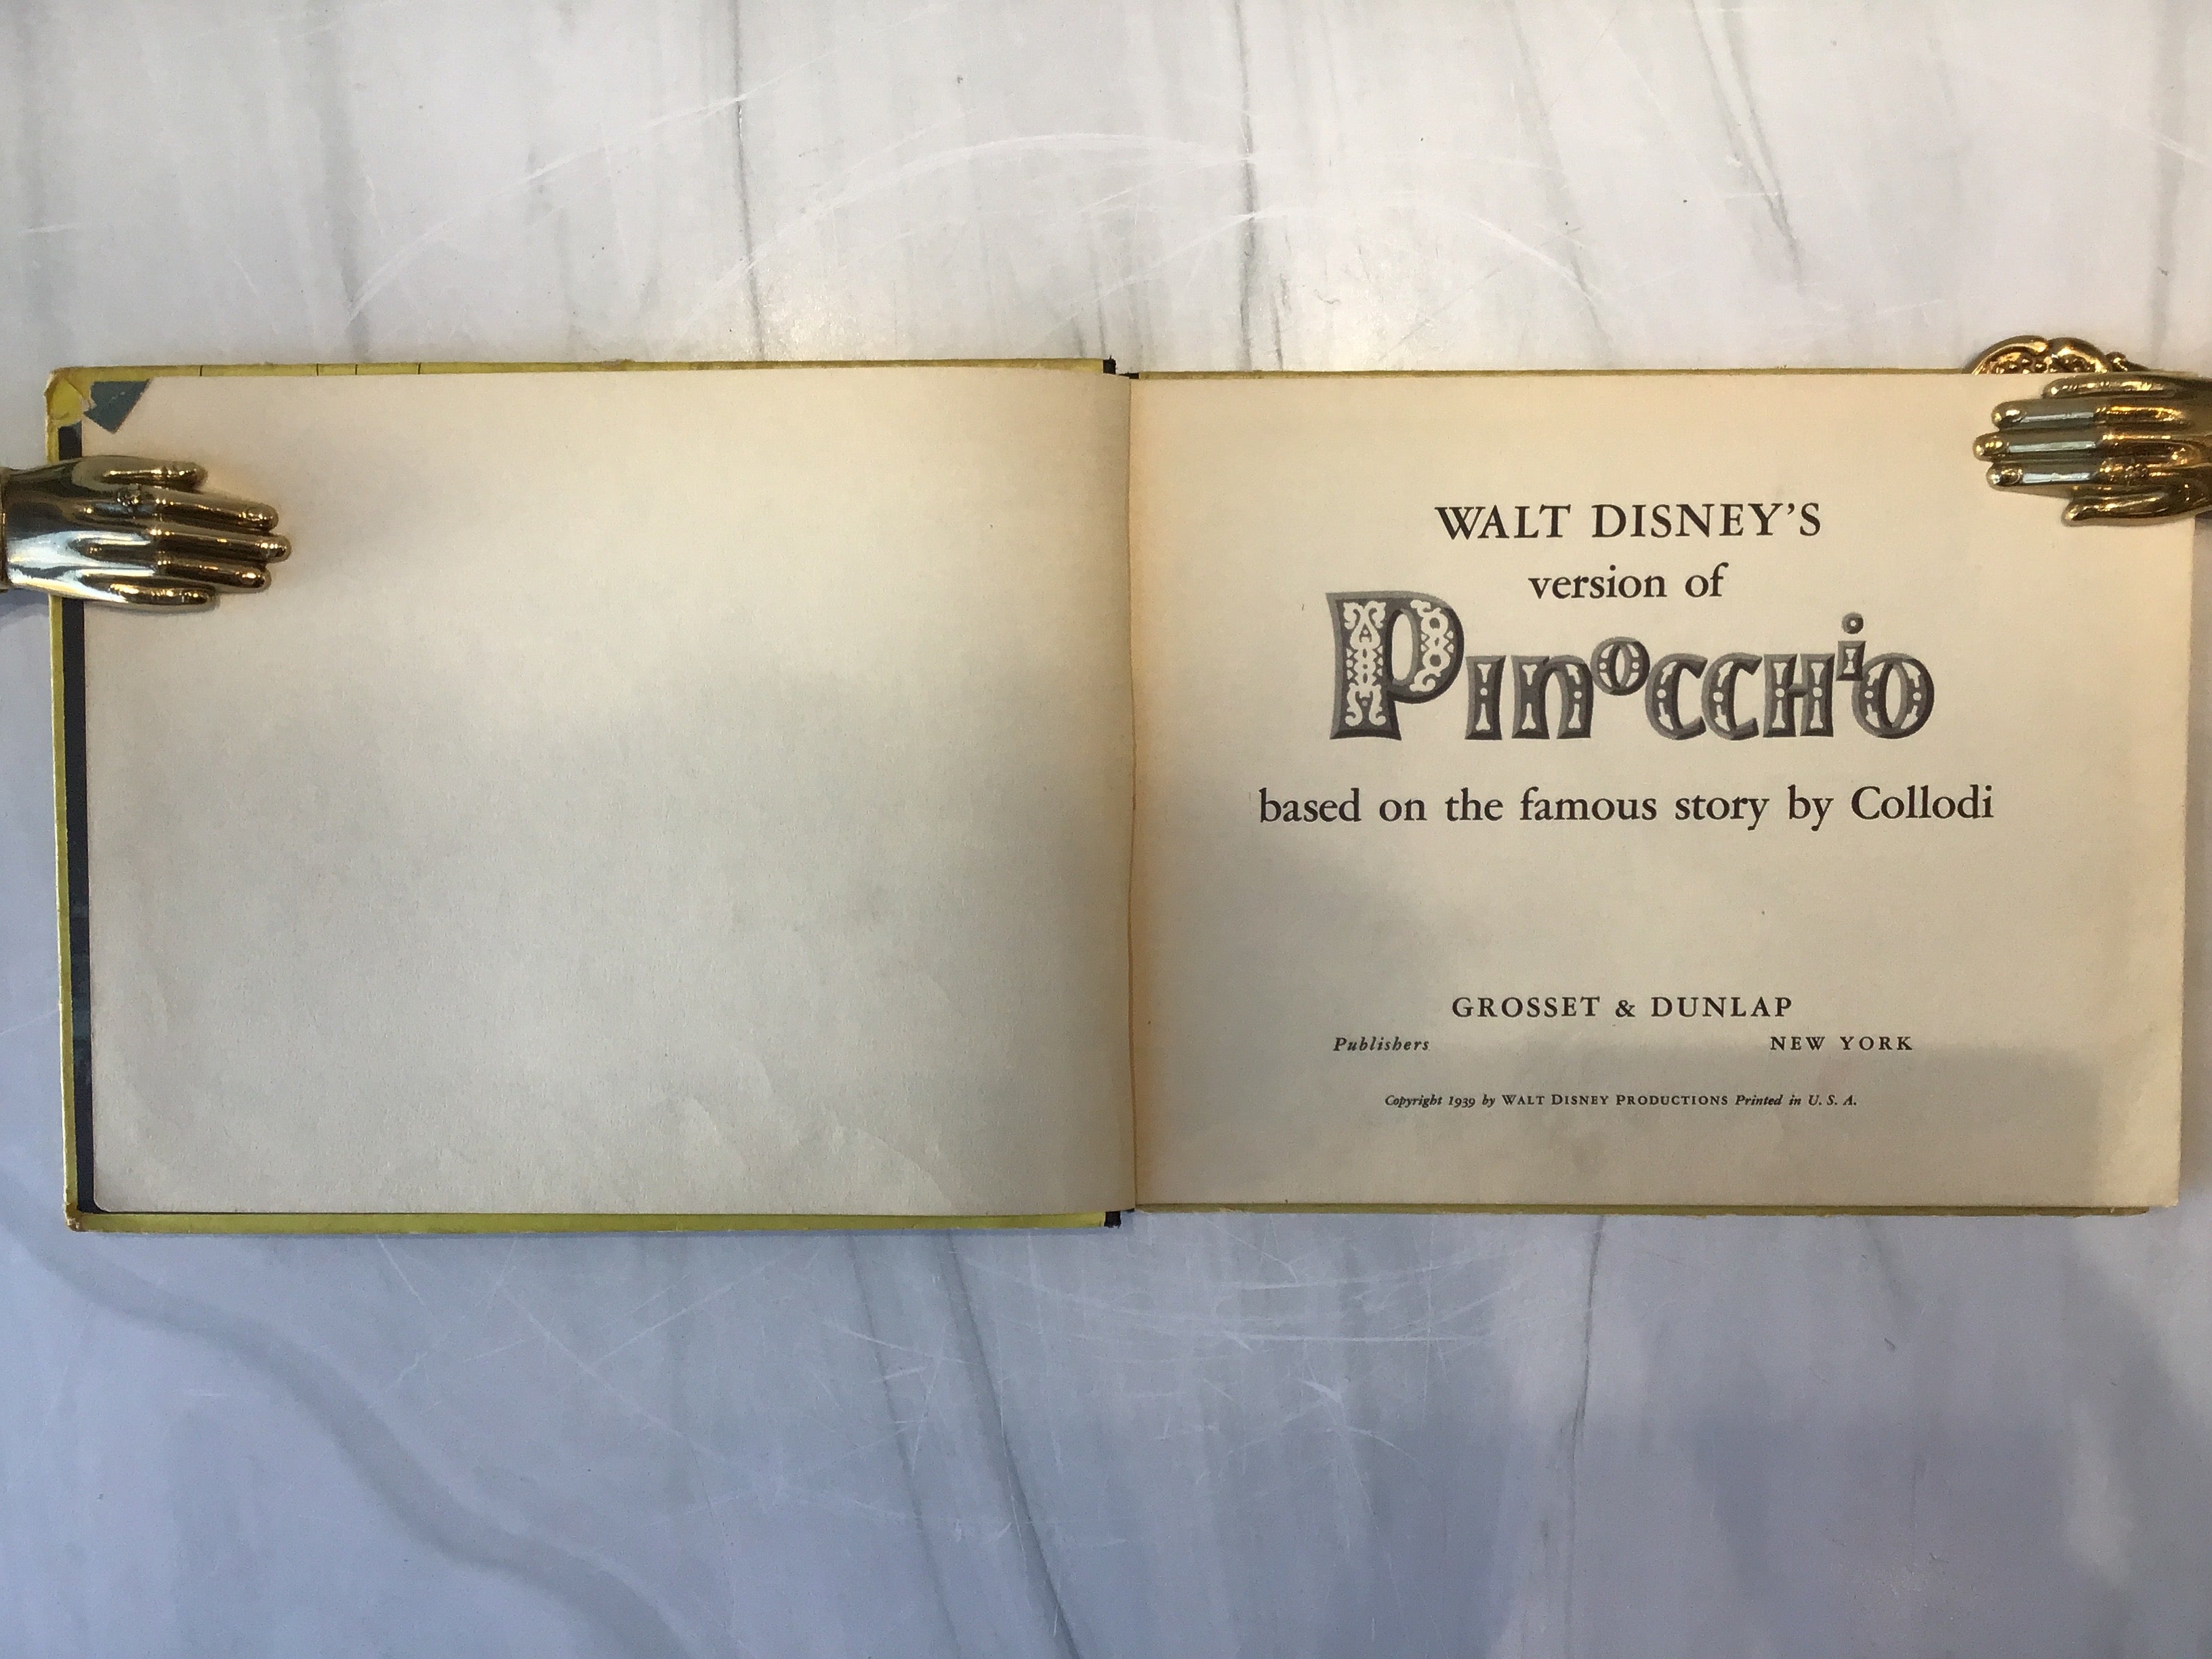 WALT DISNEY'S
version of
PinoccHiO
based on the famous story by Collodi
GROSSET & DUNLAP
Publishers NEW YORK
Copyright 1939 by WALT DISNEY PRODUCTIONS Printed in U. S. A.